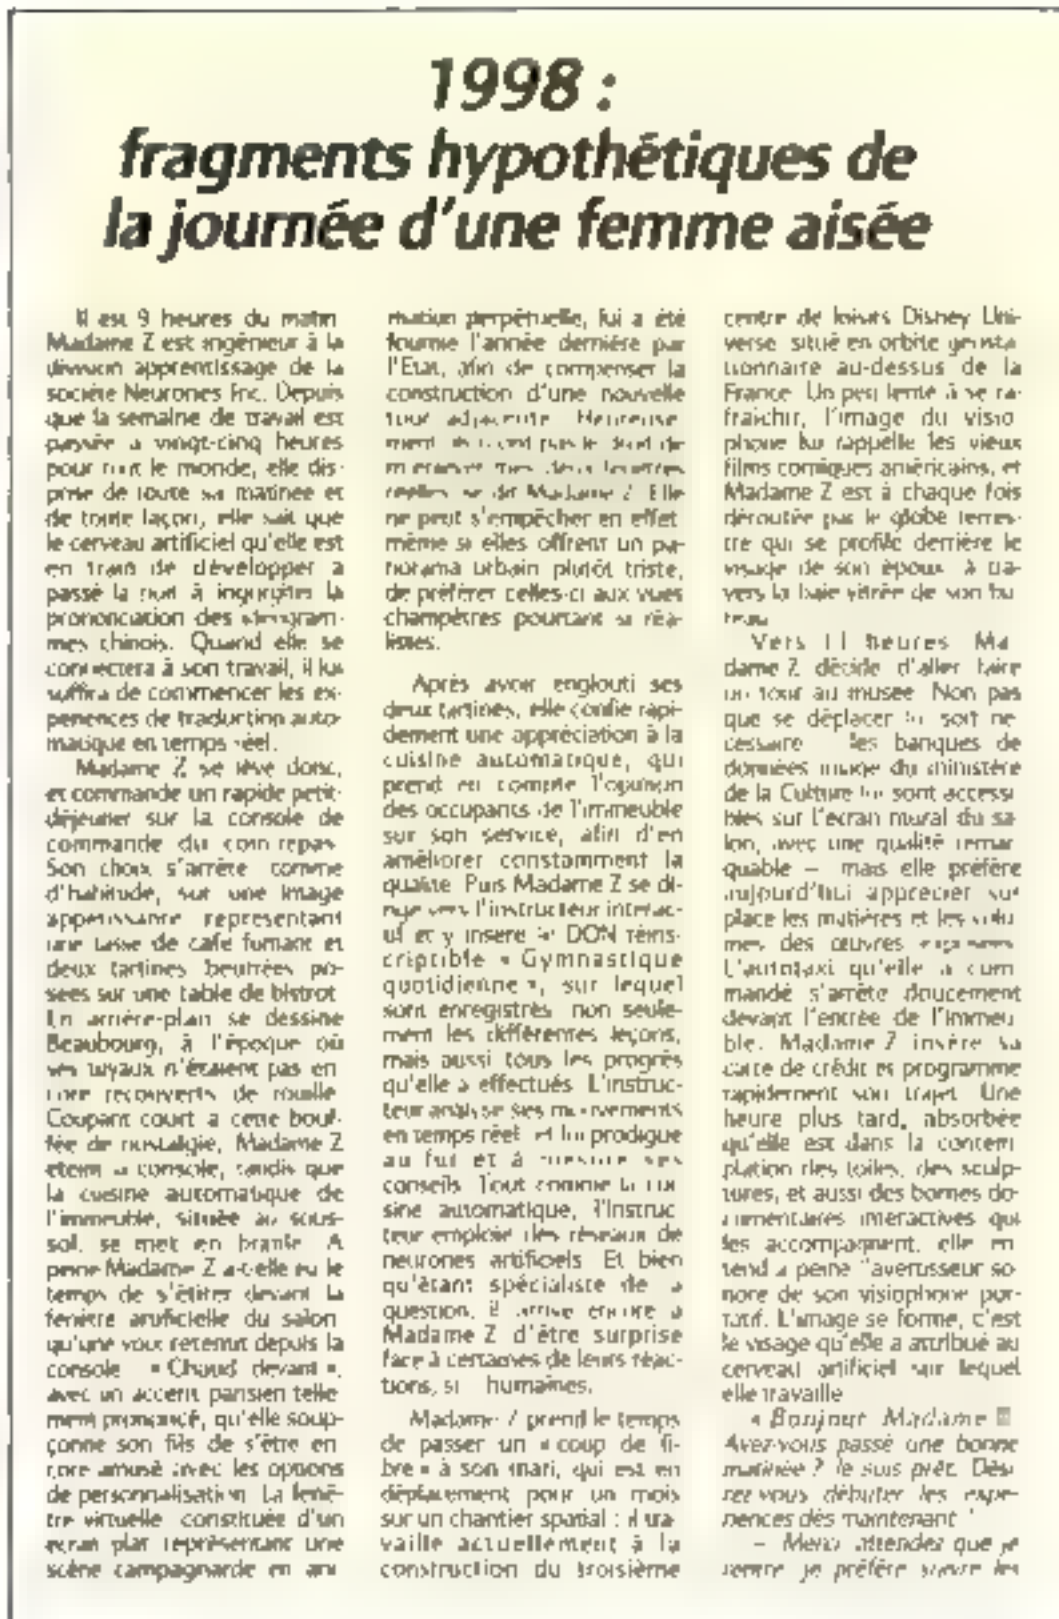 1998 :
fragments hypothétiques de
la journée d'une femme aisée
Il est 9 heures du matin
Madame Z est ingénieur à la
division apprentissage de la
société Neurones Inc. Depuis
que la semaine de travail est
passée à vingt-cinq heures
pour tout le monde, elle dis-
pose de toute sa matinée et
de toute façon, elle sait que
le cerveau artificiel qu'elle est
en train de développer a
passé la nuit à ingurgiter la
prononciation des idéogram-
mes chinois. Quand elle se
connectera à son travail, il lui
suffira de commencer les ex-
périences de traduction auto-
matique en temps réel.
Madame Z se lève donc,
et commande un rapide petit-
déjeuner sur la console de
commande du coin-repas.
Son choix s'arrête comme
d'habitude, sur une image
appétissante représentant
une tasse de café fumant et
deux tartines beurrées po-
sées sur une table de bistrot
En arrière-plan se dessine
Beaubourg, à l'époque où
ses tuyaux n'étaient pas en-
core recouverts de rouille
Coupant court à cette bouf-
fée de nostalgie, Madame Z
éteint la console, tandis que
la cuisine automatique de
l'immeuble, située au sous-
sol, se met en branle. A
peine Madame Z a-t-elle eu le
temps de s'étirer devant la
fenêtre artificielle du salon
qu'une voix retentit depuis la
console « Chaud devant »,
avec un accent parisien telle-
ment prononcé, qu'elle soup-
çonne son fils de s'être en-
core amusé avec les options
de personnalisation La fenê-
tre virtuelle constituée d'un
écran plat représentant une
scène campagnarde en ani-
mation perpétuelle, lui a été
fournie l'année dernière par
l'Etat, afin de compenser la
construction d'une nouvelle
tour adjacente Heureuse-
ment ils n'ont pas le droit de
mes deux fenêtres
réelles se dit Madame Z Elle
ne peut s'empêcher en effet
même si elles offrent un pa-
norama urbain plutôt triste,
de préférer celles-ci aux vues
champêtres pourtant si réa-
listes.
Après avoir englouti ses
deux tartines, elle confie rapi-
dement une appréciation à la
cuisine automatique, qui
prend en compte l'opinion
des occupants de l'immeuble
sur son service, afin d'en
améliorer constamment la
qualité Puis Madame Z se di-
rige vers l'instructeur interac-
tif et y insère le DON réins-
criptible « Gymnastique
quotidienne », sur lequel
sont enregistrés non seule-
ment les différentes leçons,
mais aussi tous les progrès
qu'elle a effectués L'instruc-
teur analyse ses mouvements
en temps réel et lui prodigue
au fur et à mesure ses
conseils Tout comme la cui-
sine automatique, l'instruc-
teur emploie des réseaux de
neurones artificiels Et bien
qu'étant spécialiste de la
question, il arrive encore à
Madame Z d'être surprise
face à certaines de leurs réac-
tions, si humaines.
Madame Z prend le temps
de passer un « coup de fi-
bre » à son mari, qui est en
déplacement pour un mois
sur un chantier spatial : il tra-
vaille actuellement à la
construction du troisième
centre de loisirs Disney Uni-
verse situé en orbite géosta-
tionnaire au-dessus de la
France Un peu lente à se ra-
fraîchir, l'image du visio-
phone lui rappelle les vieux
films comiques américains, et
Madame Z est à chaque fois
déroutée par le globe terres-
tre qui se profile derrière le
visage de son époux à tra-
vers la baie vitrée de son bu-
reau
Vers 11 heures Ma-
dame Z décide d'aller faire
un tour au musée Non pas
que se déplacer lui soit né-
cessaire les banques de
données image du ministère
de la Culture lui sont accessi-
bles sur l'écran mural du sa-
lon, avec une qualité remar-
quable – mais elle préfère
aujourd'hui apprécier sur
place les matières et les volu-
mes des œuvres exposées
L'autotaxi qu'elle a com-
mandé s'arrête doucement
devant l'entrée de l'immeu-
ble. Madame Z insère sa
carte de crédit et programme
rapidement son trajet Une
heure plus tard, absorbée
qu'elle est dans la contem-
plation des toiles, des sculp-
tures, et aussi des bornes do-
cumentaires interactives qui
les accompagnent, elle en-
tend à peine l'avertisseur so-
nore de son visiophone por-
tatif. L'image se forme, c'est
le visage qu'elle a attribué au
cerveau artificiel sur lequel
elle travaille
« Bonjour Madame
Avez-vous passé une bonne
matinée ? Je suis prêt. Dési-
rez-vous débuter les expé-
riences dès maintenant
– Merci attendez que je
rentre je préfère suivre les